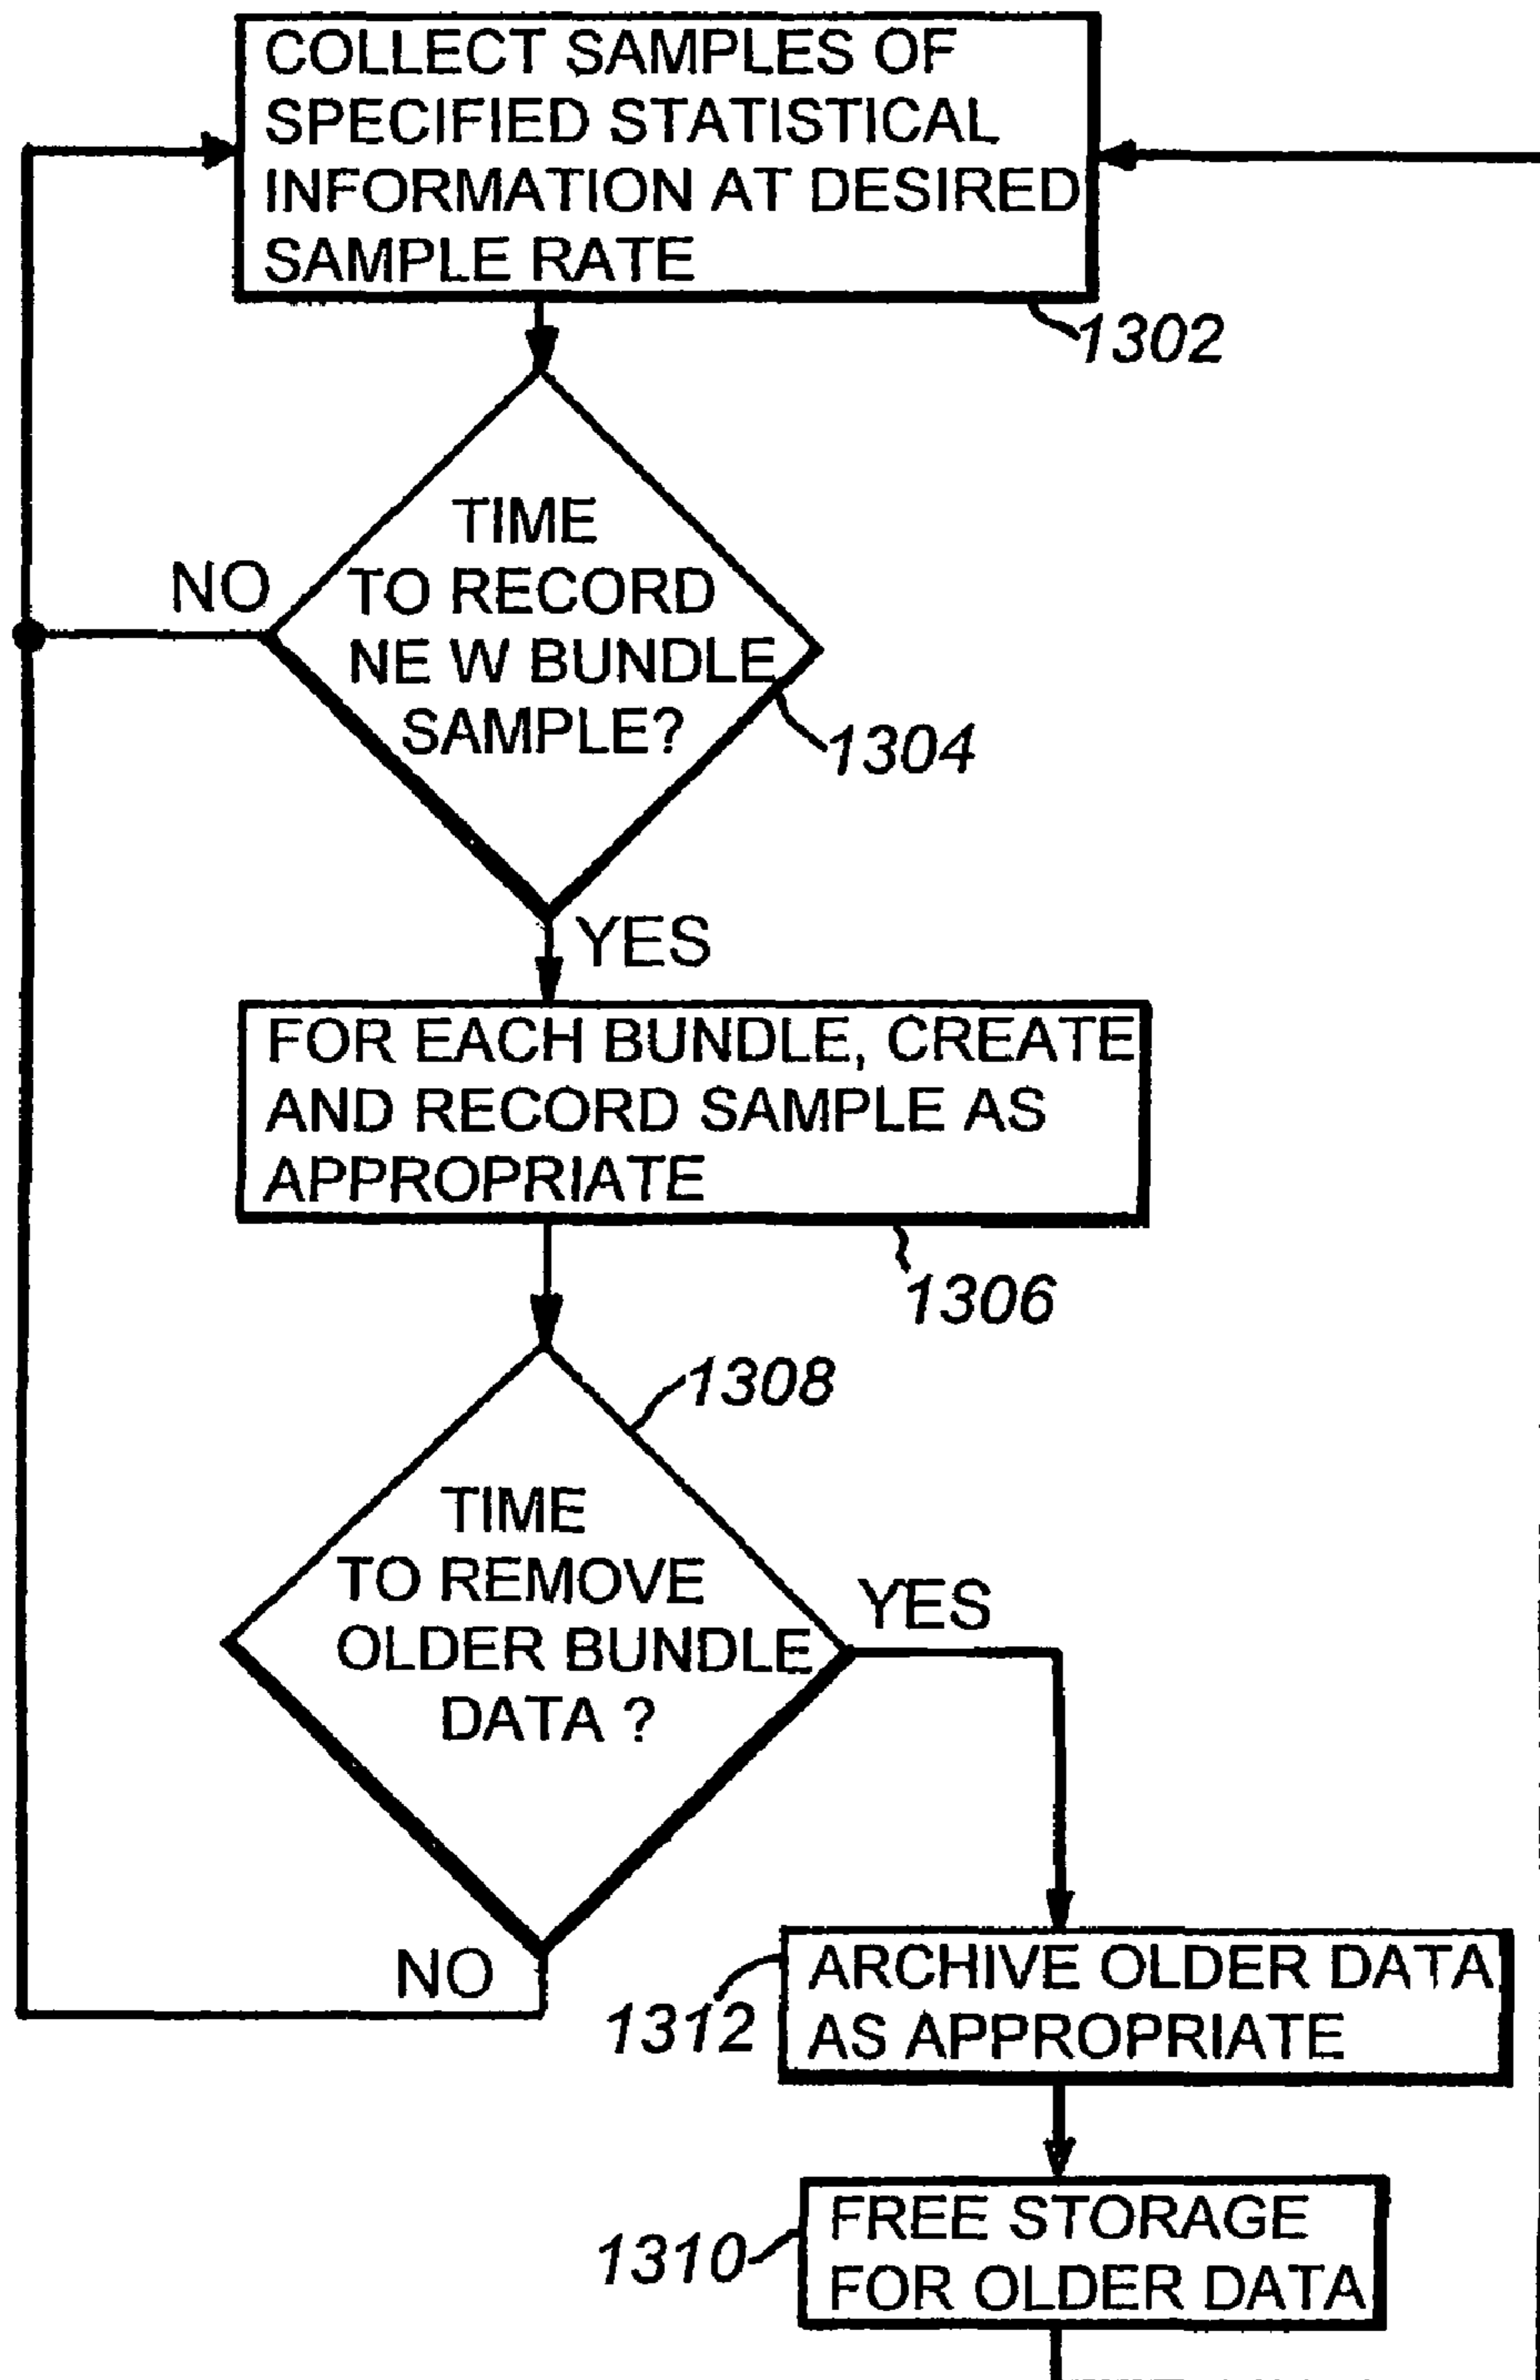 COLLECT SAMPLES OF
SPECIFIED STATISTICAL
INFORMATION AT DESIRED
SAMPLE RATE
1302
TIME
TO RECORD
NE W BUNDLE
SAMPLE?
NO
1304
YES
FOR EACH BUNDLE, CREATE
AND RECORD SAMPLE AS
APPROPRIATE
1306
1308
TIME
TO REMOVE
OLDER BUNDLE
DATA ?
YES
NO
1312
ARCHIVE OLDER DATA
AS APPROPRIATE
1310
FREE STORAGE
FOR OLDER DATA